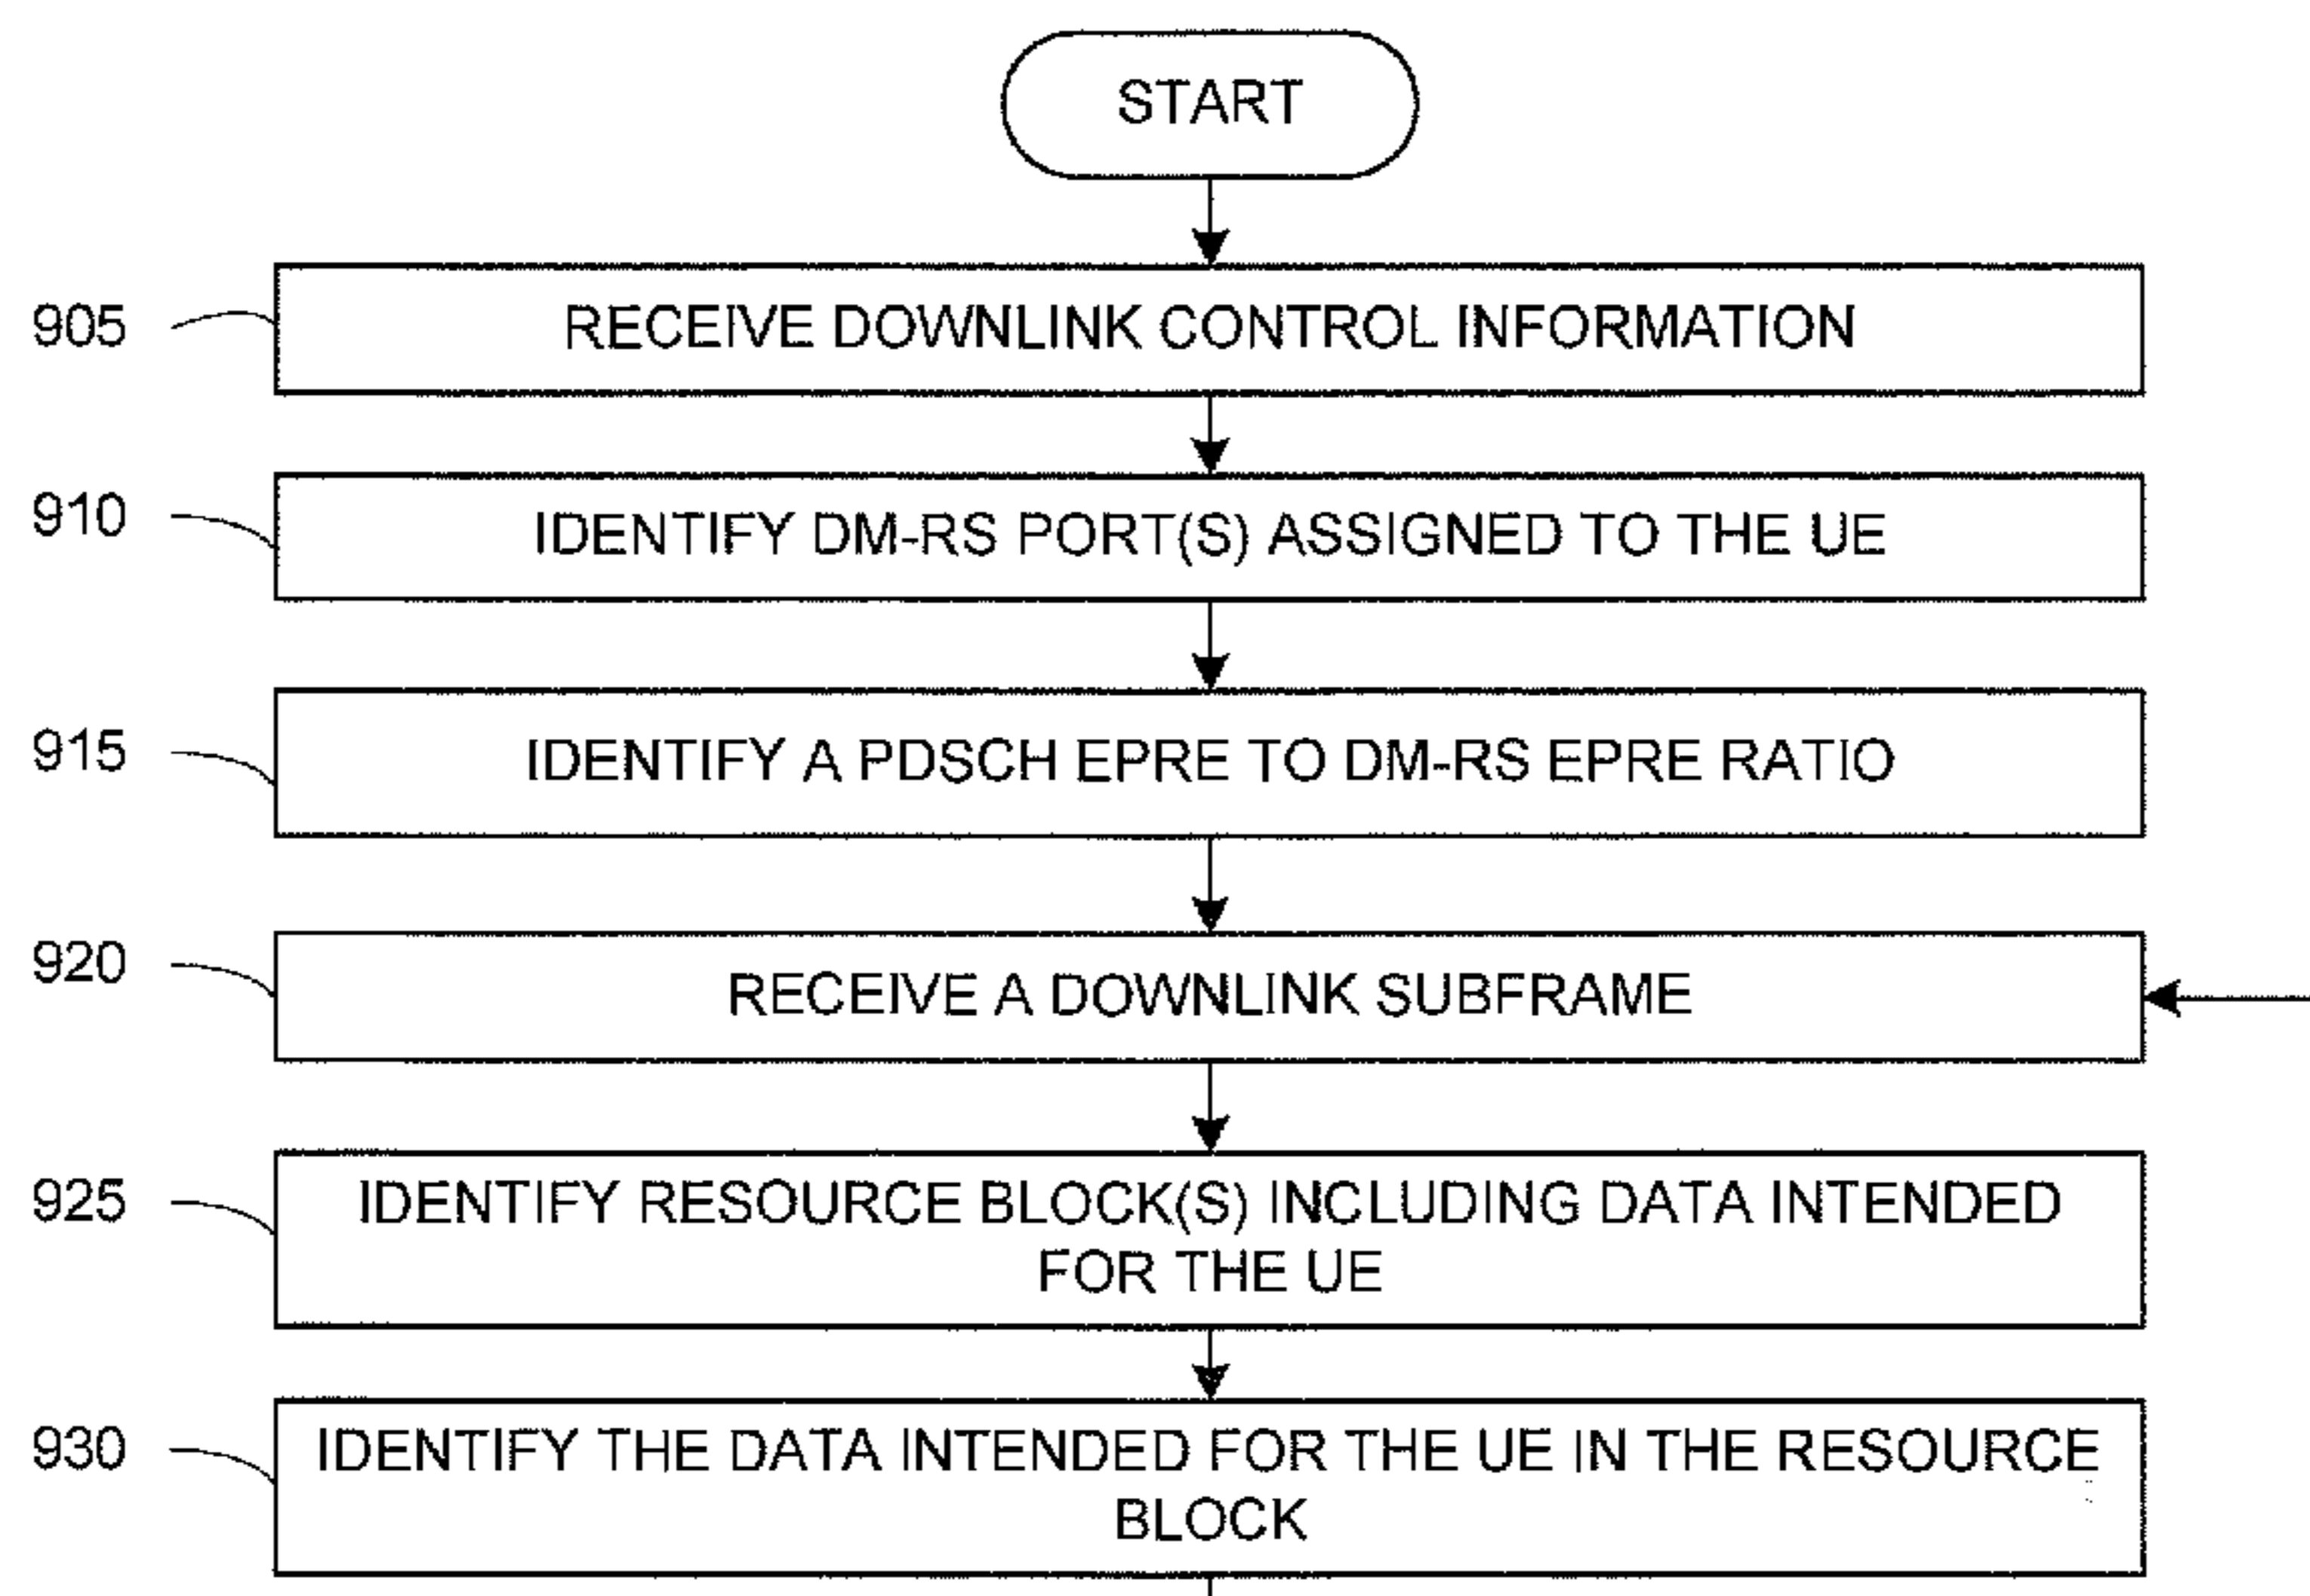 START
905
RECEIVE DOWNLINK CONTROL INFORMATION
910
IDENTIFY DM-RS PORT(S) ASSIGNED TO THE UE
915
IDENTIFY A PDSCH EPRE TO DM-RS EPRE RATIO
920
RECEIVE A DOWNLINK SUBFRAME
925
IDENTIFY RESOURCE BLOCK(S) INCLUDING DATA INTENDED
FOR THE UE
930
IDENTIFY THE DATA INTENDED FOR THE UE IN THE RESOURCE
BLOCK